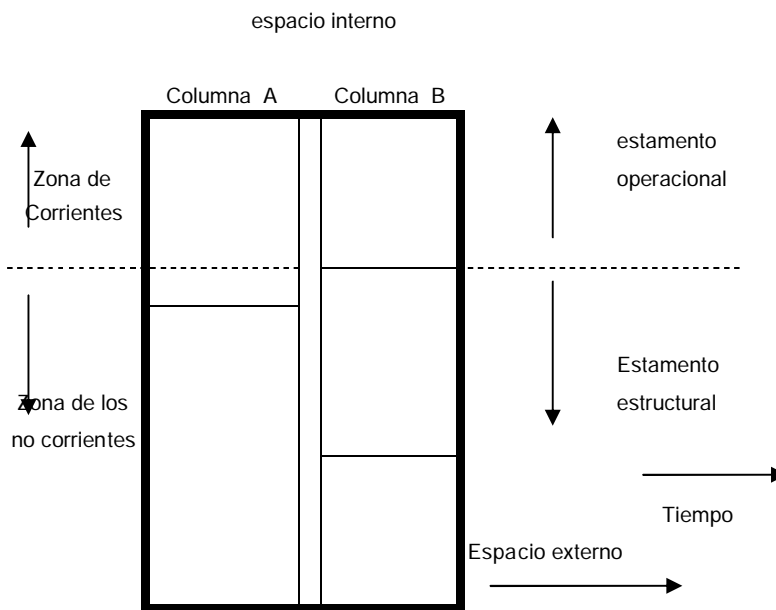 espacio interno
Columna A
Columna B
Zona de
Corrientes
estamento
operacional
Zona de los
no corrientes
Estamento
estructural
Tiempo
Espacio externo